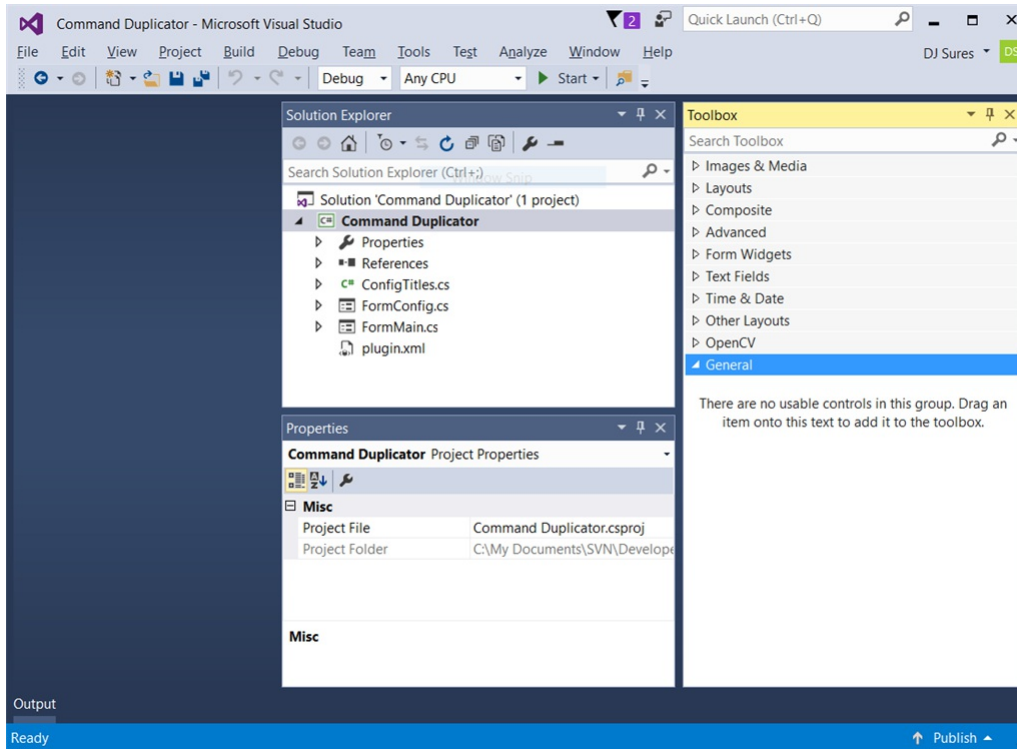 Command Duplicator - Microsoft Visual Studio
2
Quick Launch (Ctrl+Q)
File Edit View Project Build Debug Team Tools Test Analyze Window Help
DJ Sures
DS
Debug Any CPU Start
Solution Explorer
Search Solution Explorer (Ctrl+;)
Window Snip
Solution 'Command Duplicator' (1 project)
C# Command Duplicator
Properties
References
C# ConfigTitles.cs
FormConfig.cs
FormMain.cs
plugin.xml
Properties
Command Duplicator Project Properties
Misc
Project File Command Duplicator.csproj
Project Folder C:\My Documents\SVN\Develope
Misc
Toolbox
Search Toolbox
Images & Media
Layouts
Composite
Advanced
Form Widgets
Text Fields
Time & Date
Other Layouts
OpenCV
General
There are no usable controls in this group. Drag an
item onto this text to add it to the toolbox.
Output
Ready
Publish